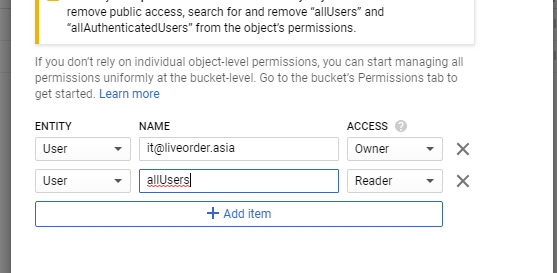 remove public access, search for and remove “allUsers” and
“allAuthenticatedUsers” from the object’s permissions.
If you don’t rely on individual object-level permissions, you can start managing all
permissions uniformly at the bucket-level. Go to the bucket’s Permissions tab to
get started. Learn more
ENTITY NAME ACCESS ?
User it@liveorder.asia Owner
User allUsers Reader
+ Add item